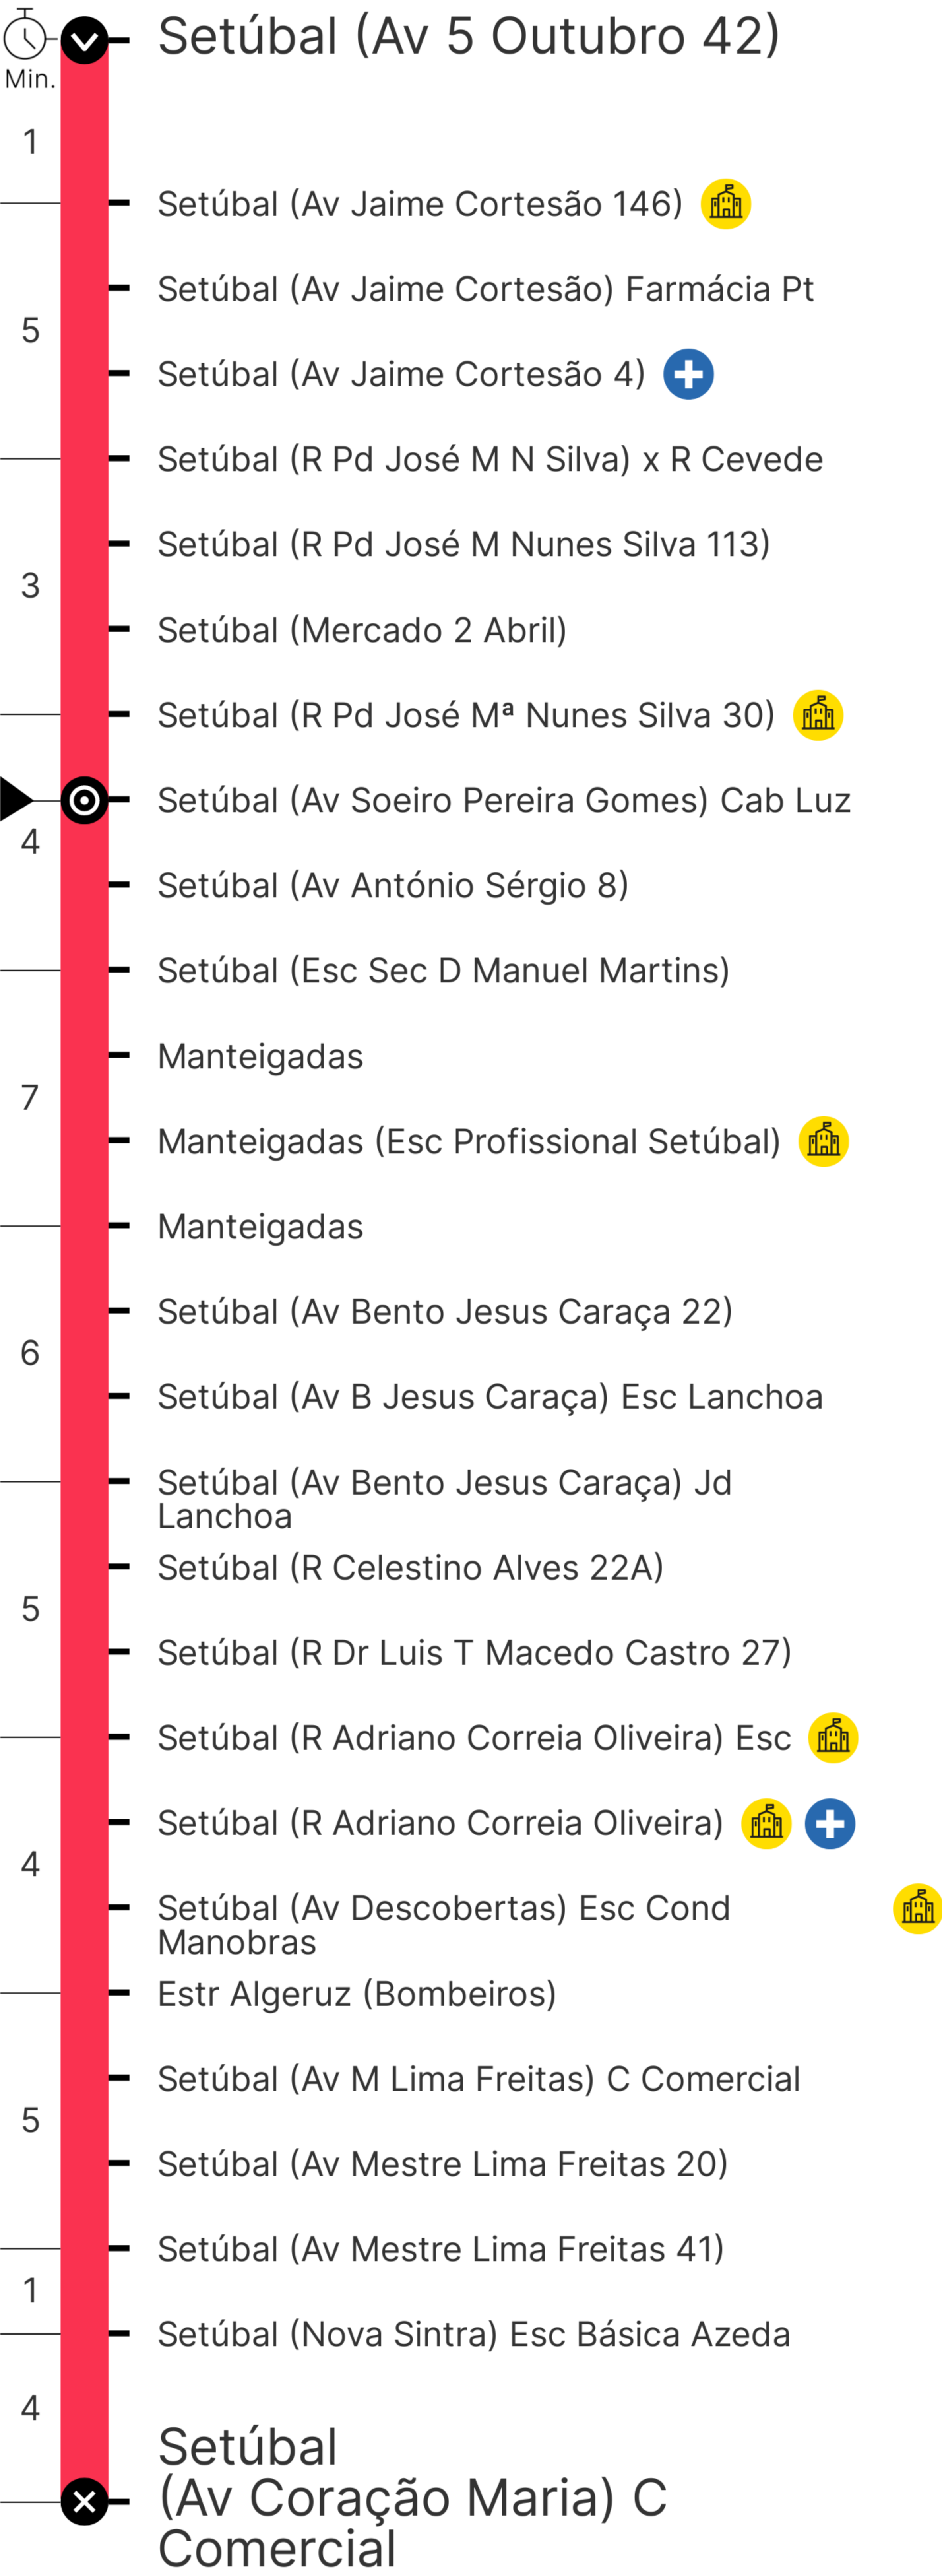 Setúbal (Av 5 Outubro 42)
Min.
1
Setúbal (Av Jaime Cortesão 146)
Setúbal (Av Jaime Cortesão) Farmácia Pt
5
Setúbal (Av Jaime Cortesão 4)
Setúbal (R Pd José M N Silva) x R Cevede
Setúbal (R Pd José M Nunes Silva 113)
3
Setúbal (Mercado 2 Abril)
Setúbal (R Pd José Mª Nunes Silva 30)
Setúbal (Av Soeiro Pereira Gomes) Cab Luz
4
Setúbal (Av António Sérgio 8)
Setúbal (Esc Sec D Manuel Martins)
Manteigadas
7
Manteigadas (Esc Profissional Setúbal)
Manteigadas
Setúbal (Av Bento Jesus Caraça 22)
6
Setúbal (Av B Jesus Caraça) Esc Lanchoa
Setúbal (Av Bento Jesus Caraça) Jd
Lanchoa
Setúbal (R Celestino Alves 22A)
5
Setúbal (R Dr Luis T Macedo Castro 27)
Setúbal (R Adriano Correia Oliveira) Esc
Setúbal (R Adriano Correia Oliveira)
4
Setúbal (Av Descobertas) Esc Cond
Manobras
Estr Algeruz (Bombeiros)
Setúbal (Av M Lima Freitas) C Comercial
5
Setúbal (Av Mestre Lima Freitas 20)
Setúbal (Av Mestre Lima Freitas 41)
1
Setúbal (Nova Sintra) Esc Básica Azeda
4
Setúbal
(Av Coração Maria) C
Comercial